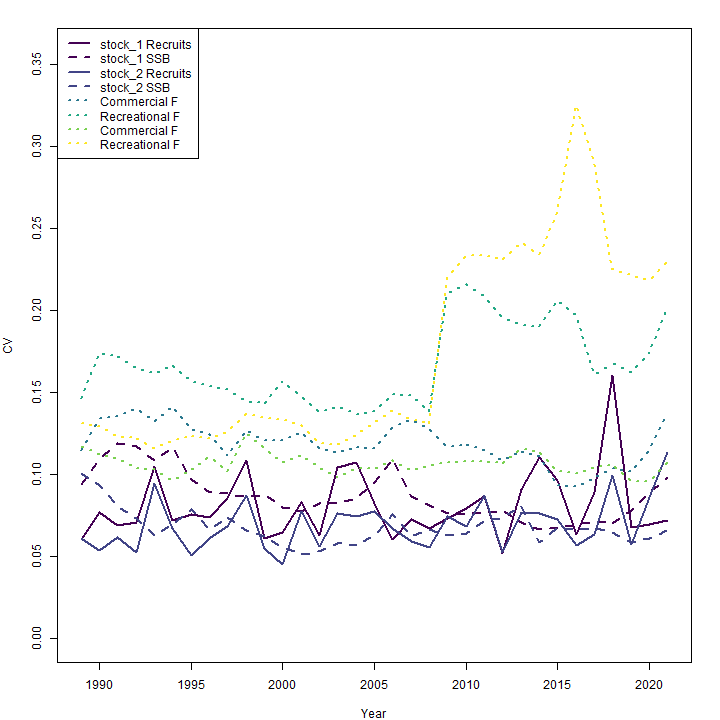 stock_1 Recruits
stock_1 SSB
stock_2 Recruits
stock_2 SSB
Commercial F
Recreational F
Commercial F
Recreational F
0.35
0.30
0.25
0.20
0.15
0.10
0.05
0.00
CV
1990 1995 2000 2005 2010 2015 2020
Year